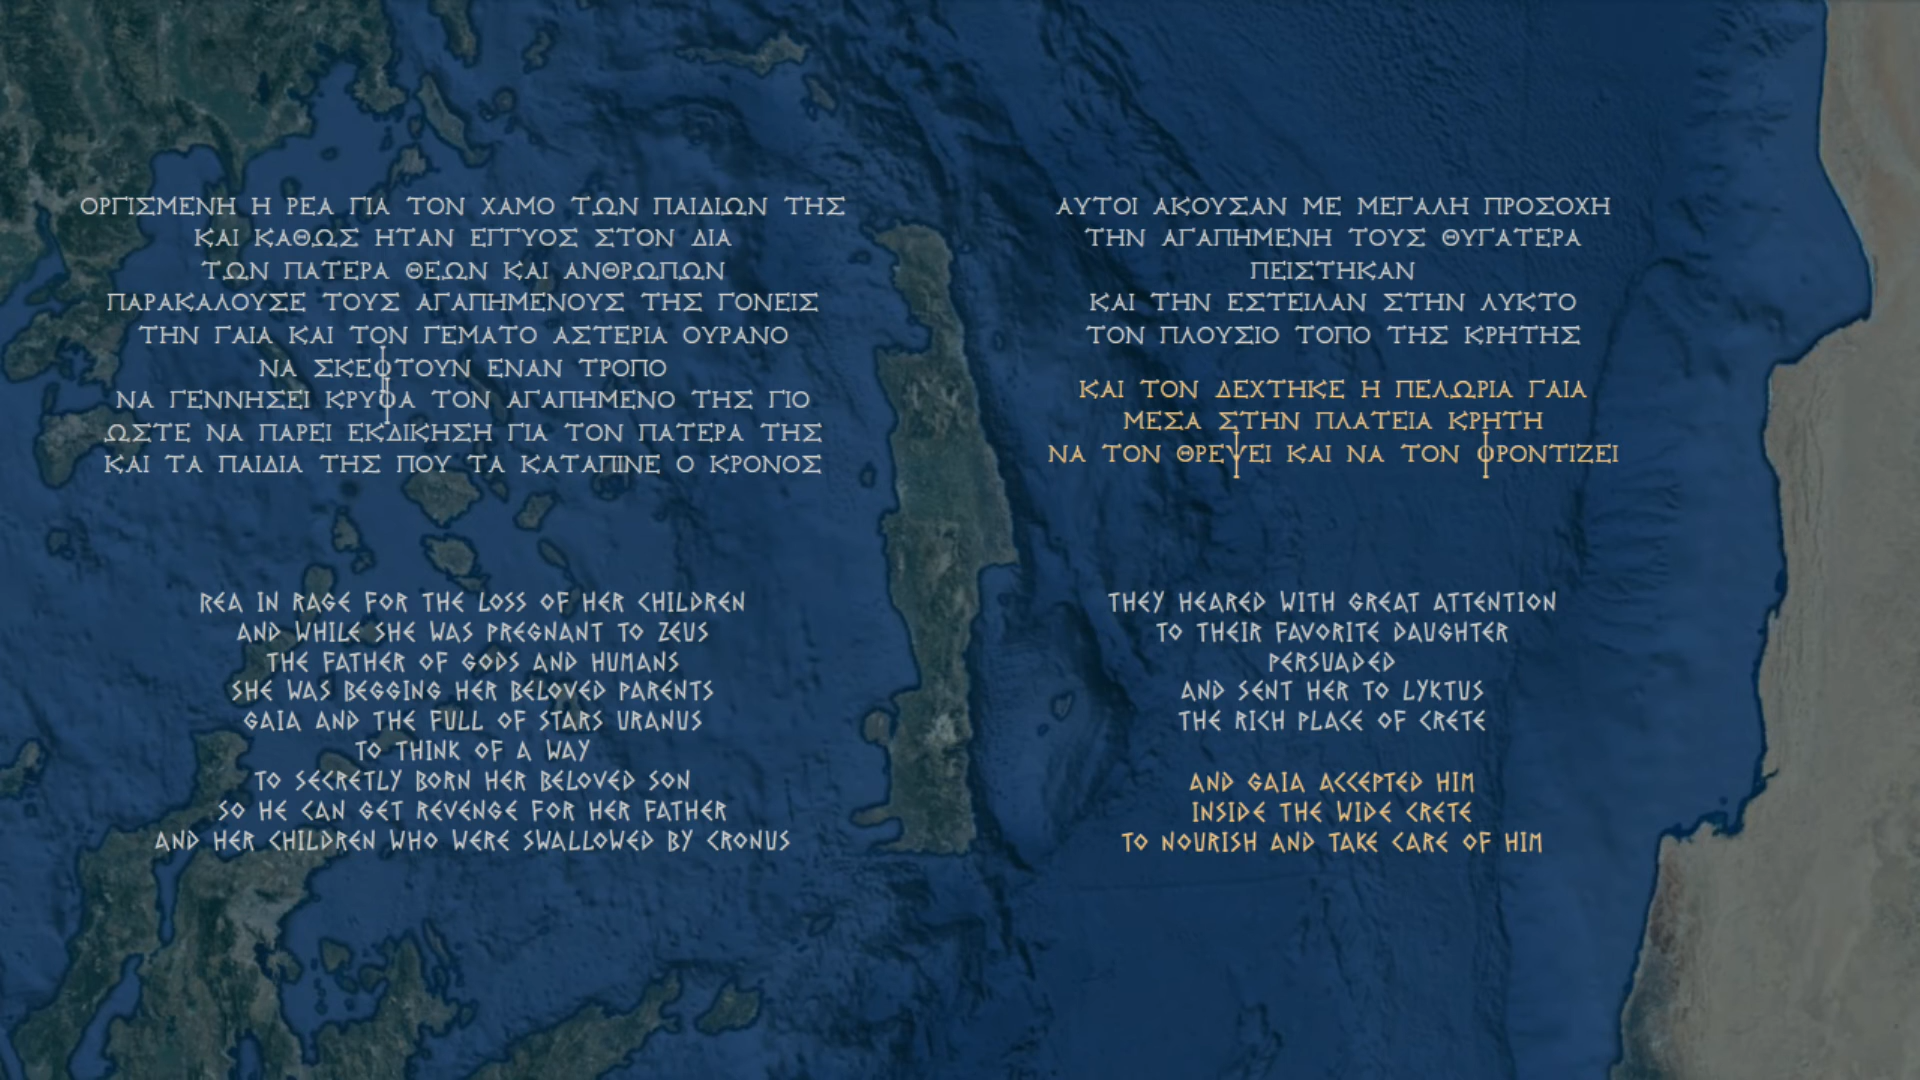 ΟΡΓΙΣΜΕΝΗ Η ΡΕΑ ΓΙΑ ΤΟΝ ΧΑΜΟ ΤΩΝ ΠΑΙΔΙΩΝ ΤΗΣ
ΚΑΙ ΚΑΘΩΣ ΗΤΑΝ ΕΓΓΥΟΣ ΣΤΟΝ ΔΙΑ
ΤΩΝ ΠΑΤΕΡΑ ΘΕΩΝ ΚΑΙ ΑΝΘΡΩΠΩΝ
ΠΑΡΑΚΑΛΟΥΣΕ ΤΟΥΣ ΑΓΑΠΗΜΕΝΟΥΣ ΤΗΣ ΓΟΝΕΙΣ
ΤΗΝ ΓΑΙΑ ΚΑΙ ΤΟΝ ΓΕΜΑΤΟ ΑΣΤΕΡΙΑ ΟΥΡΑΝΟ
ΝΑ ΣΚΕΦΤΟΥΝ ΕΝΑΝ ΤΡΟΠΟ
ΝΑ ΓΕΝΝΗΣΕΙ ΚΡΥΦΑ ΤΟΝ ΑΓΑΠΗΜΕΝΟ ΤΗΣ ΓΙΟ
ΩΣΤΕ ΝΑ ΠΑΡΕΙ ΕΚΔΙΚΗΣΗ ΓΙΑ ΤΟΝ ΠΑΤΕΡΑ ΤΗΣ
ΚΑΙ ΤΑ ΠΑΙΔΙΑ ΤΗΣ ΠΟΥ ΤΑ ΚΑΤΑΠΙΝΕ Ο ΚΡΟΝΟΣ
REA IN RAGE FOR THE LOSS OF HER CHILDREN
AND WHILE SHE WAS PREGNANT TO ZEUS
THE FATHER OF GODS AND HUMANS
SHE WAS BEGGING HER BELOVED PARENTS
GAIA AND THE FULL OF STARS URANUS
TO THINK OF A WAY
TO SECRETLY BORN HER BELOVED SON
SO HE CAN GET REVENGE FOR HER FATHER
AND HER CHILDREN WHO WERE SWALLOWED BY CRONUS
ΑΥΤΟΙ ΑΚΟΥΣΑΝ ΜΕ ΜΕΓΑΛΗ ΠΡΟΣΟΧΗ
ΤΗΝ ΑΓΑΠΗΜΕΝΗ ΤΟΥΣ ΘΥΓΑΤΕΡΑ
ΠΕΙΣΤΗΚΑΝ
ΚΑΙ ΤΗΝ ΕΣΤΕΙΛΑΝ ΣΤΗΝ ΛΥΚΤΟ
ΤΟΝ ΠΛΟΥΣΙΟ ΤΟΠΟ ΤΗΣ ΚΡΗΤΗΣ
ΚΑΙ ΤΟΝ ΔΕΧΤΗΚΕ Η ΠΕΛΩΡΙΑ ΓΑΙΑ
ΜΕΣΑ ΣΤΗΝ ΠΛΑΤΕΙΑ ΚΡΗΤΗ
ΝΑ ΤΟΝ ΘΡΕΨΕΙ ΚΑΙ ΝΑ ΤΟΝ ΦΡΟΝΤΙΖΕΙ
THEY HEARED WITH GREAT ATTENTION
TO THEIR FAVORITE DAUGHTER
PERSUADED
AND SENT HER TO LYKTUS
THE RICH PLACE OF CRETE
AND GAIA ACCEPTED HIM
INSIDE THE WIDE CRETE
TO NOURISH AND TAKE CARE OF HIM